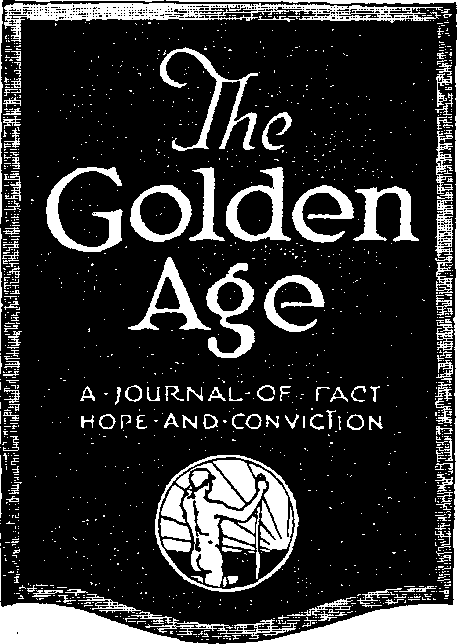 The
Golden
Age
A·JOURNAL·OF·FACT
HOPE·AND·CONVICTION